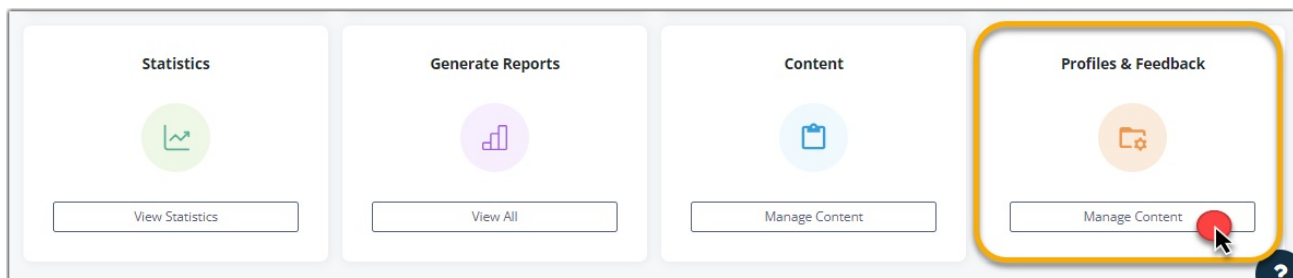 Statistics
Generate Reports
Content
Profiles & Feedback
View Statistics
View All
Manage Content
Manage Content
?